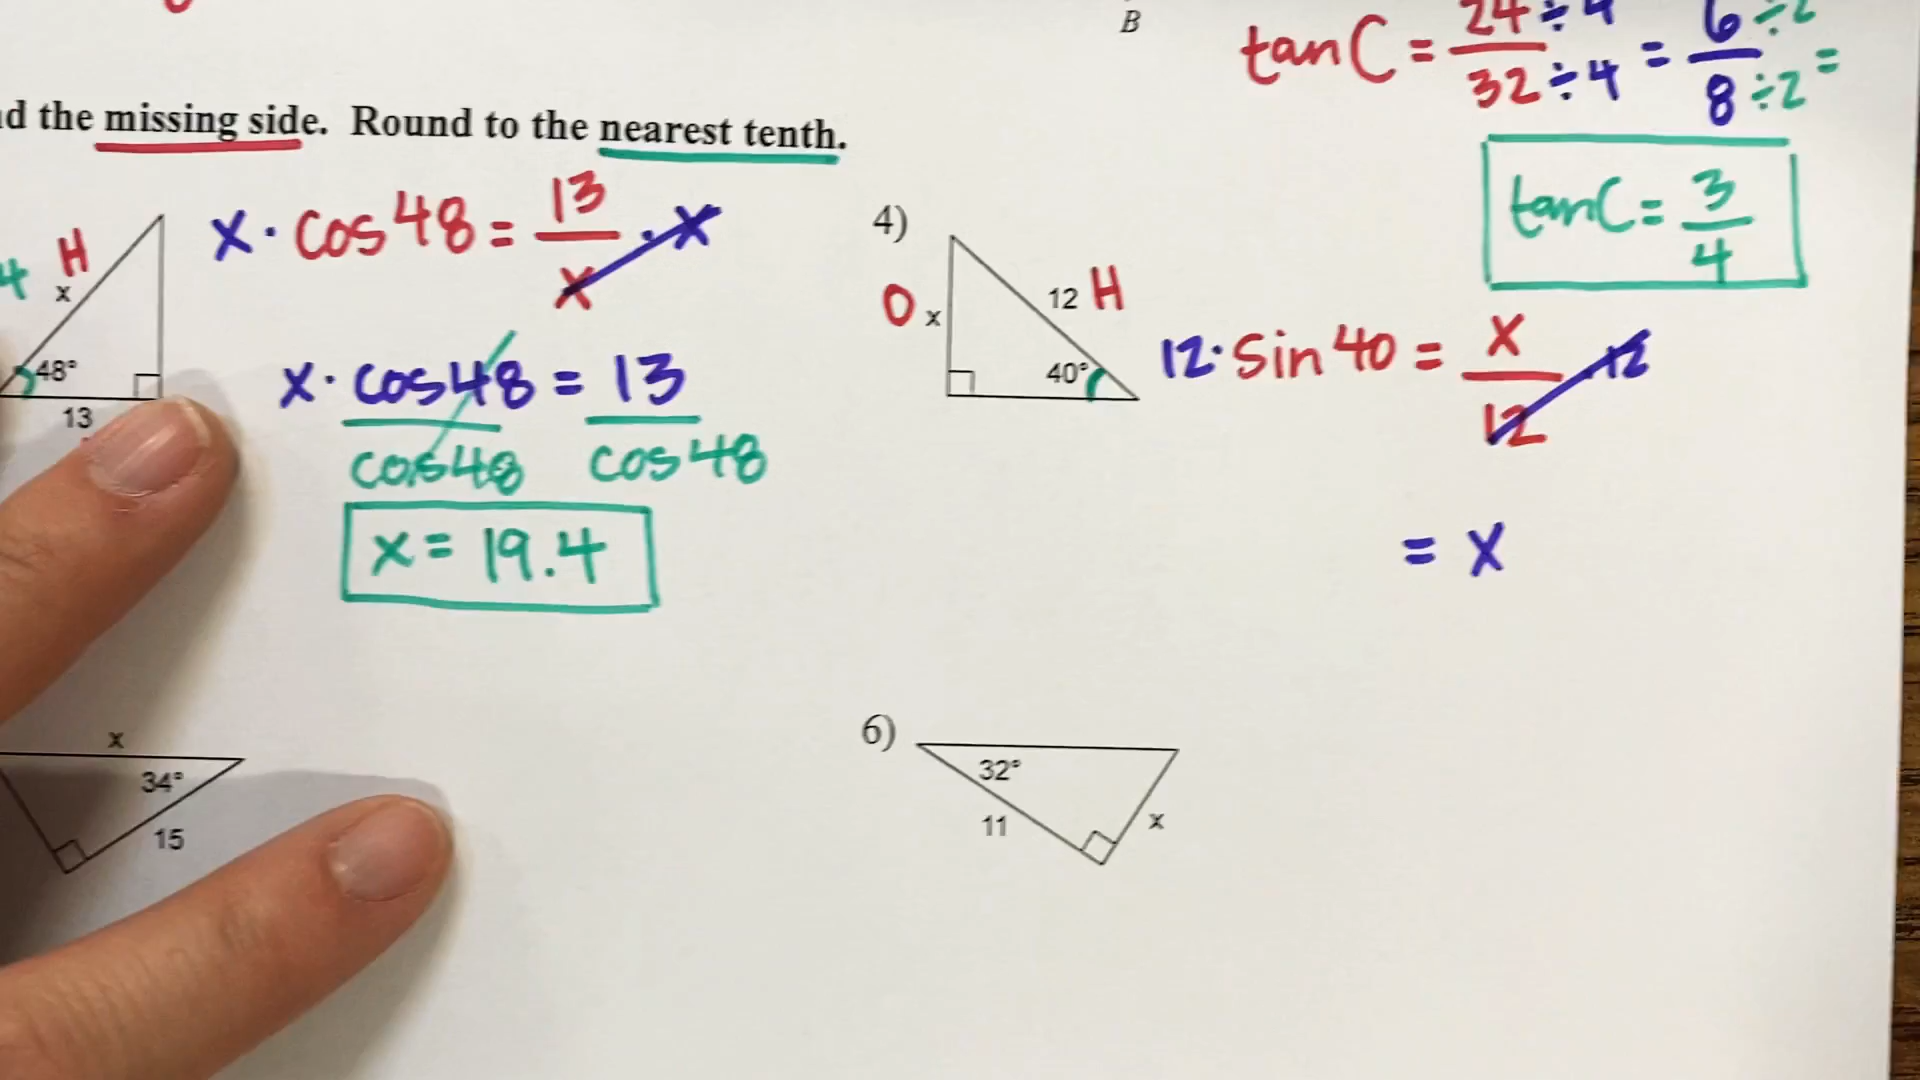 B
tanC = 24 ÷4 / 32 ÷4 = 6 ÷2 / 8 ÷2 =
d the missing side. Round to the nearest tenth.
tanC = 3/4
x · cos48 = 13/x · x
H
4
x
48°
13
x · cos48 = 13
cos48 cos48
x = 19.4
4)
O x
12 H
40°
12 · sin 40 = x/12 · 12
= x
x
34°
15
6)
32°
11
x